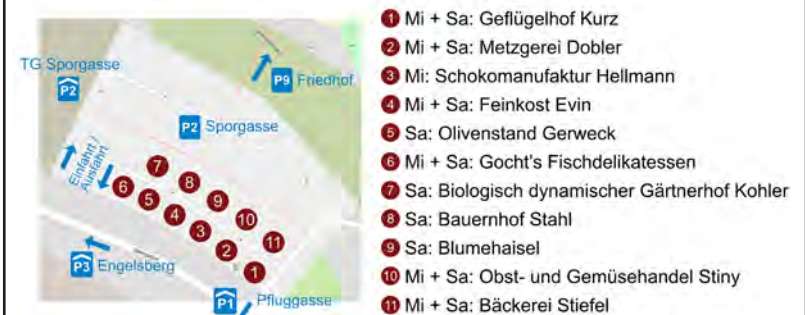 TG Sporgasse
P2
P9 Friedhof
P2 Sporgasse
Einfahrt /
Ausfahrt
7
8
6
9
5
10
4
3
11
2
1
P3 Engelsberg
P1 Pfluggasse
1 Mi + Sa: Geflügelhof Kurz
2 Mi + Sa: Metzgerei Dobler
3 Mi: Schokomanufaktur Hellmann
4 Mi + Sa: Feinkost Evin
5 Sa: Olivenstand Gerweck
6 Mi + Sa: Gocht's Fischdelikatessen
7 Sa: Biologisch dynamischer Gärtnerhof Kohler
8 Sa: Bauernhof Stahl
9 Sa: Blumehaisel
10 Mi + Sa: Obst- und Gemüsehandel Stiny
11 Mi + Sa: Bäckerei Stiefel